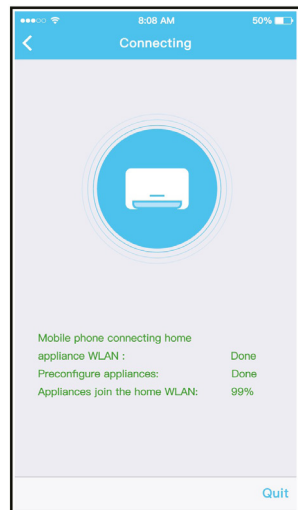 8:08 AM
50%
Connecting
Mobile phone connecting home
appliance WLAN : Done
Preconfigure appliances: Done
Appliances join the home WLAN: 99%
Quit